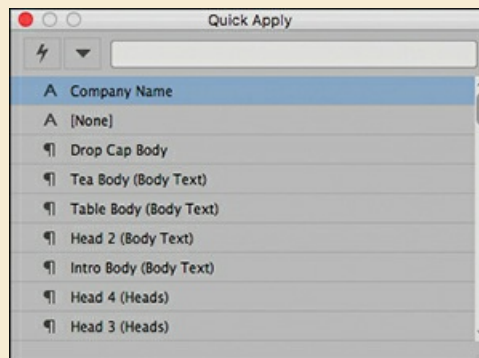 Quick Apply
A Company Name
A [None]
¶ Drop Cap Body
¶ Tea Body (Body Text)
¶ Table Body (Body Text)
¶ Head 2 (Body Text)
¶ Intro Body (Body Text)
¶ Head 4 (Heads)
¶ Head 3 (Heads)